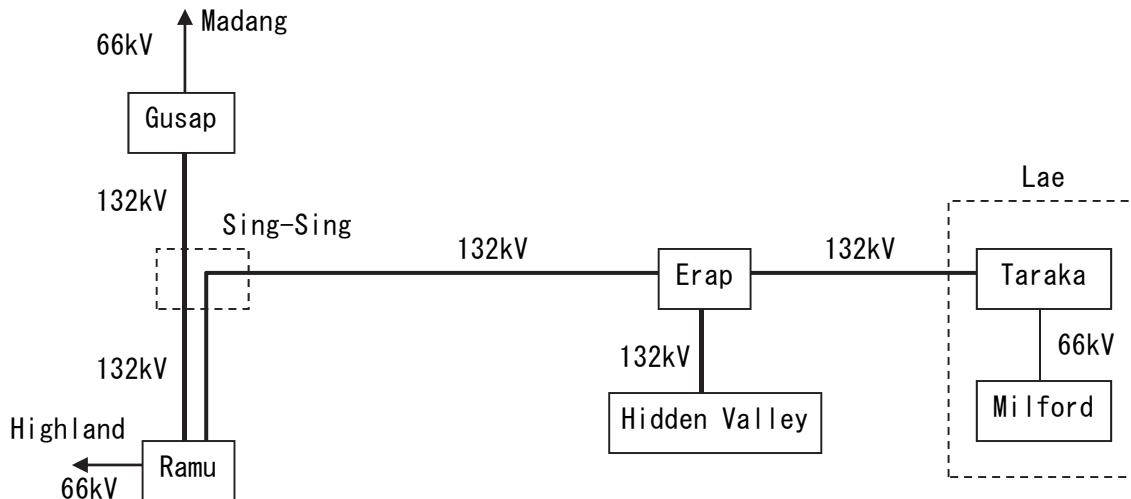 Madang
66kV
Gusap
132kV
Sing-Sing
132kV
132kV
Lae
Erap
Taraka
132kV
132kV
66kV
Hidden Valley
Milford
Highland
Ramu
66kV